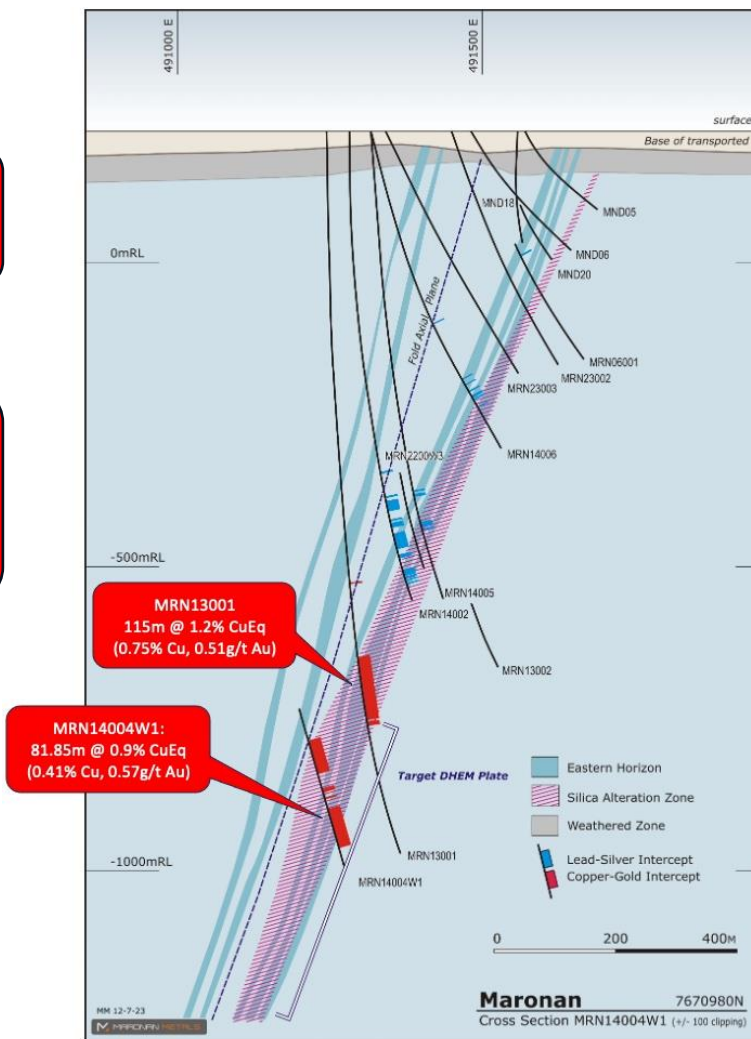 491000 E
491500 E
surface
Base of transported
MND18
MND05
0mRL
MND06
MND20
Fold Axial Plane
MRN06001
MRN23002
MRN23003
MRN14006
-500mRL
MRN14005
MRN14002
MRN13001
115m @ 1.2% CuEq
(0.75% Cu, 0.51g/t Au)
MRN13002
MRN14004W1:
81.85m @ 0.9% CuEq
(0.41% Cu, 0.57g/t Au)
Target DHEM Plate
Eastern Horizon
Silica Alteration Zone
Weathered Zone
Lead-Silver Intercept
Copper-Gold Intercept
-1000mRL
MRN13001
MRN14004W1
0 200 400M
Maronan 7670980N
Cross Section MRN14004W1 (+/- 100 clipping)
MM 12-7-23
MARONAN METALS